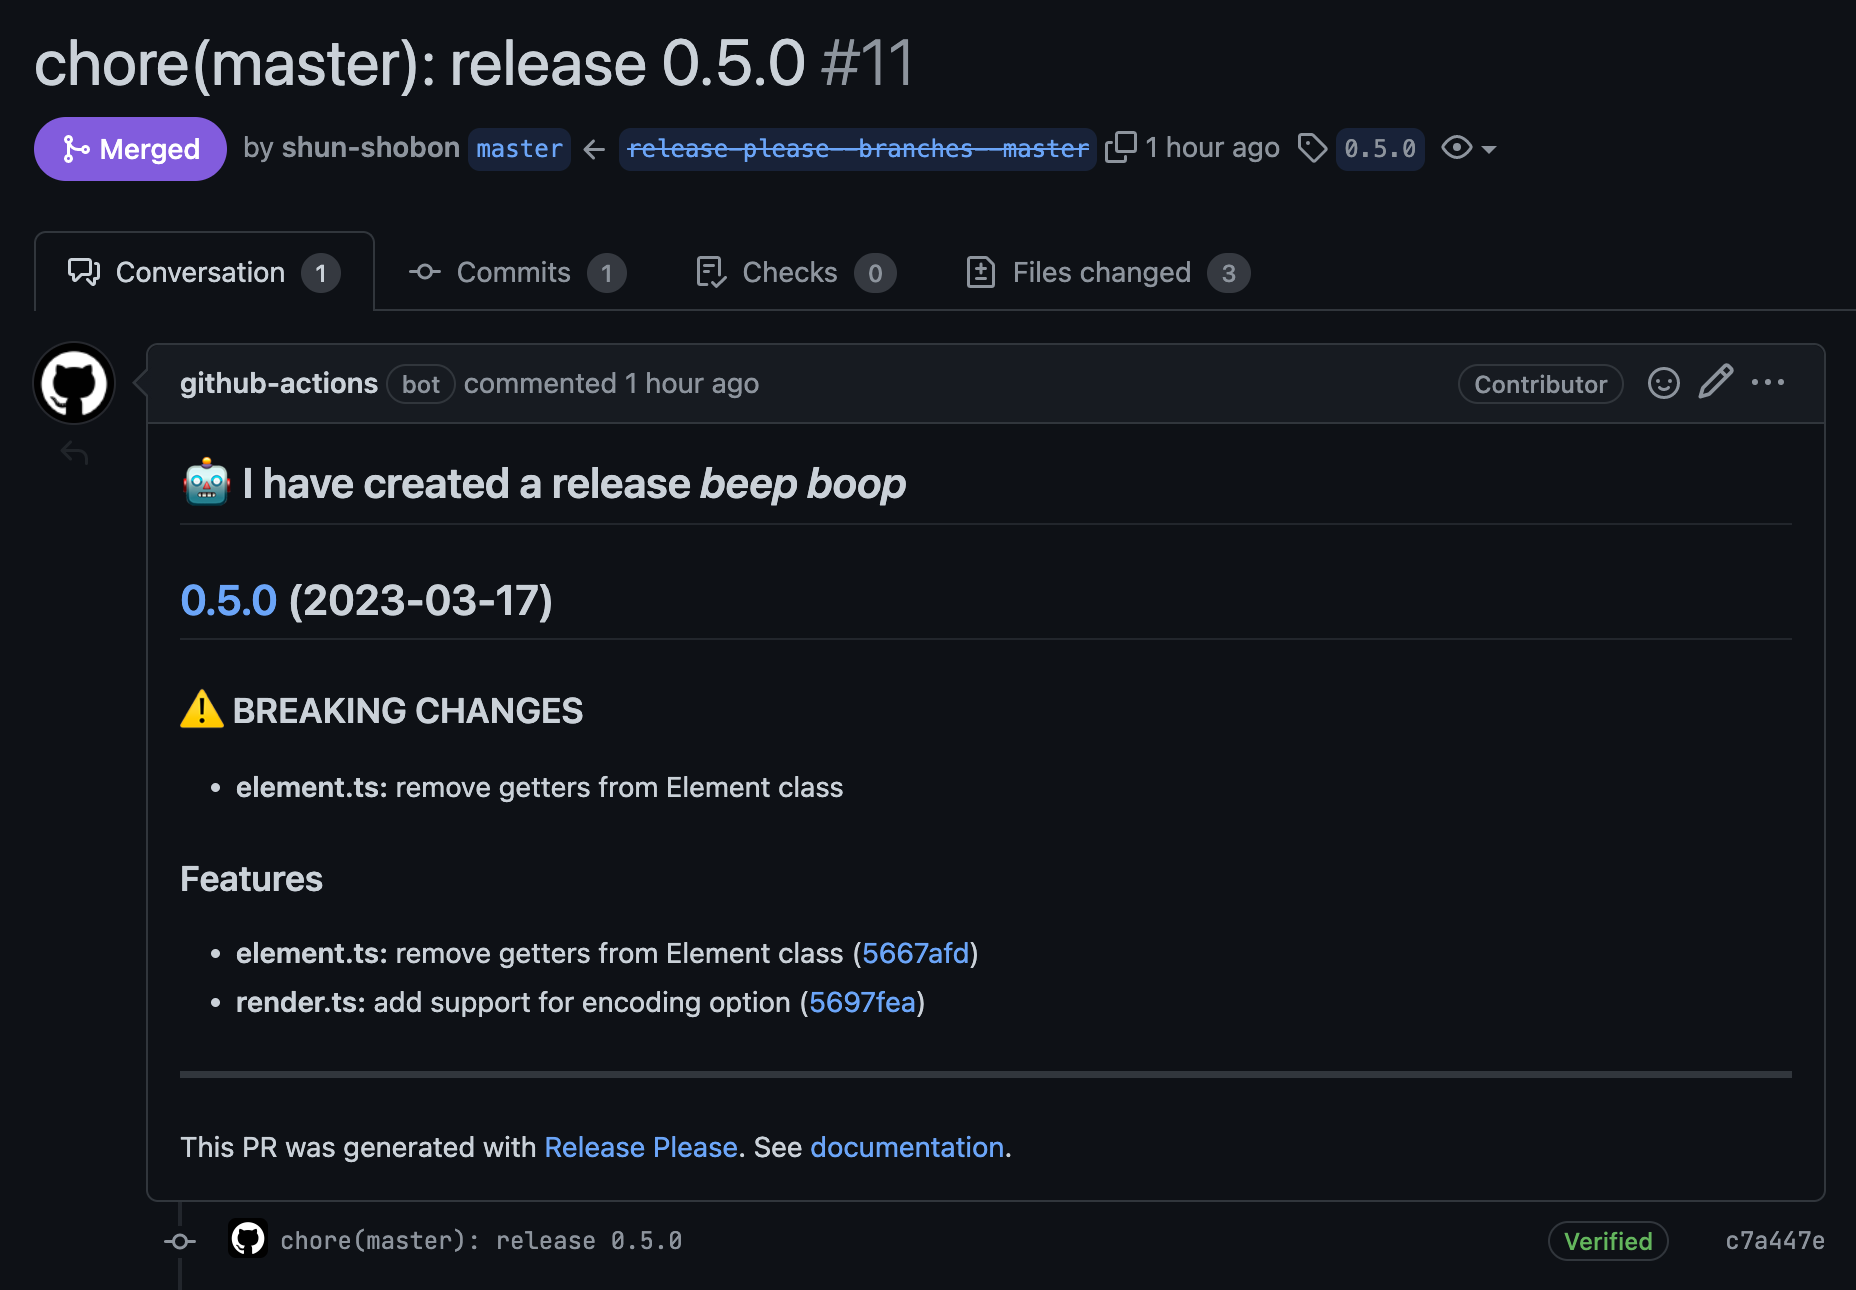 chore(master): release 0.5.0 #11
Merged by shun-shobon master ← release-please--branches--master 1 hour ago 0.5.0
Conversation 1 Commits 1 Checks 0 Files changed 3
github-actions bot commented 1 hour ago Contributor
🤖 I have created a release beep boop
0.5.0 (2023-03-17)
⚠ BREAKING CHANGES
• element.ts: remove getters from Element class
Features
• element.ts: remove getters from Element class (5667afd)
• render.ts: add support for encoding option (5697fea)
This PR was generated with Release Please. See documentation.
chore(master): release 0.5.0 Verified c7a447e